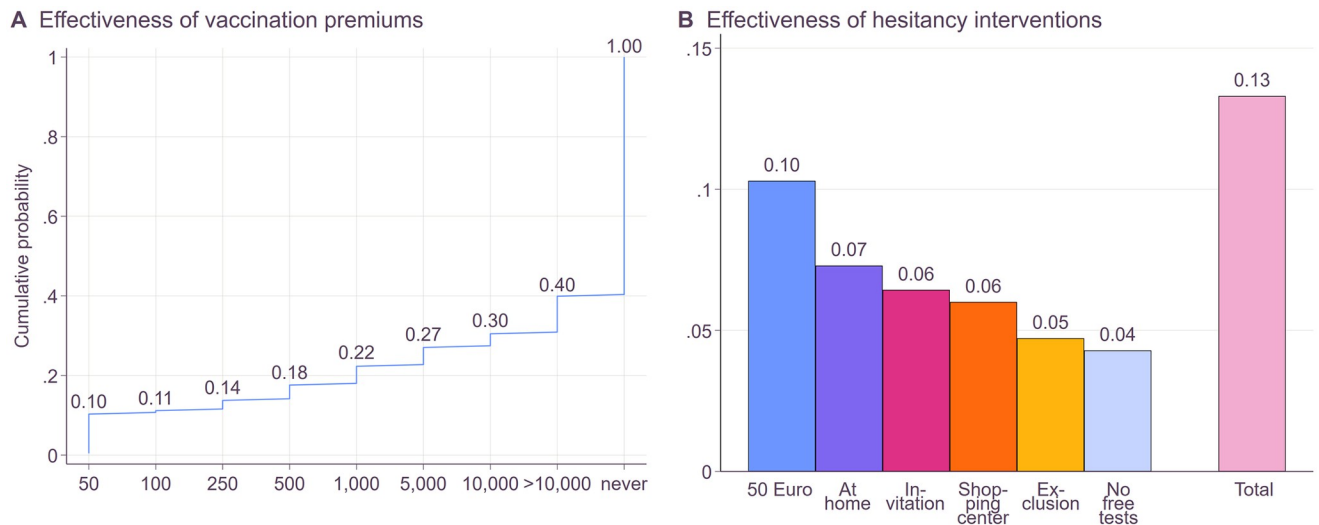 A Effectiveness of vaccination premiums
Cumulative probability
1
.8
.6
.4
.2
0
0.10
0.11
0.14
0.18
0.22
0.27
0.30
0.40
1.00
50 100 250 500 1,000 5,000 10,000 >10,000 never
B Effectiveness of hesitancy interventions
.15
.1
.05
0
0.10
0.07
0.06
0.06
0.05
0.04
0.13
50 Euro
At
home
In-
vitation
Shop-
ping
center
Ex-
clusion
No
free
tests
Total